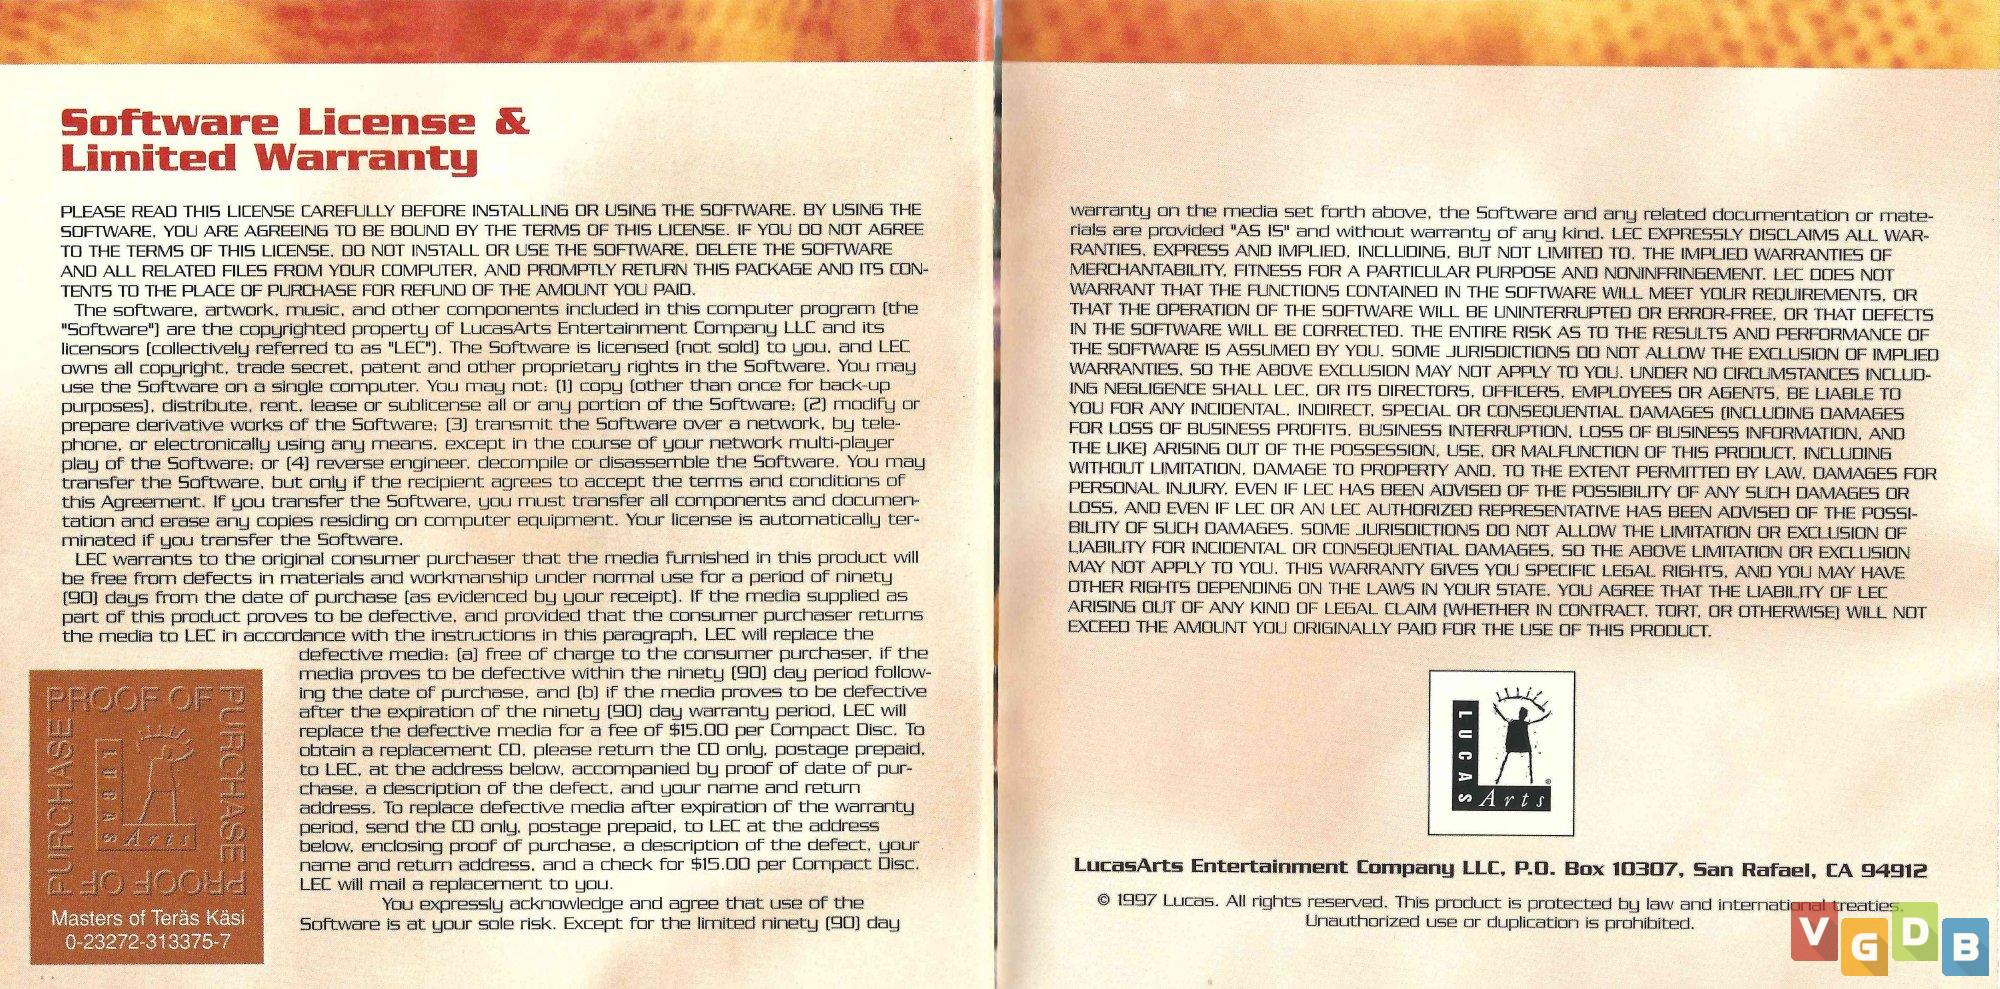 Software License &
Limited Warranty
PLEASE READ THIS LICENSE CAREFULLY BEFORE INSTALLING OR USING THE SOFTWARE. BY USING THE
SOFTWARE, YOU ARE AGREEING TO BE BOUND BY THE TERMS OF THIS LICENSE. IF YOU DO NOT AGREE
TO THE TERMS OF THIS LICENSE, DO NOT INSTALL OR USE THE SOFTWARE, DELETE THE SOFTWARE
AND ALL RELATED FILES FROM YOUR COMPUTER, AND PROMPTLY RETURN THIS PACKAGE AND ITS CON-
TENTS TO THE PLACE OF PURCHASE FOR REFUND OF THE AMOUNT YOU PAID.
The software, artwork, music, and other components included in this computer program (the
"Software") are the copyrighted property of LucasArts Entertainment Company LLC and its
licensors (collectively referred to as "LEC"). The Software is licensed (not sold) to you, and LEC
owns all copyright, trade secret, patent and other proprietary rights in the Software. You may
use the Software on a single computer. You may not: (1) copy (other than once for back-up
purposes), distribute, rent, lease or sublicense all or any portion of the Software; (2) modify or
prepare derivative works of the Software; (3) transmit the Software over a network, by tele-
phone, or electronically using any means, except in the course of your network multi-player
play of the Software; or (4) reverse engineer, decompile or disassemble the Software. You may
transfer the Software, but only if the recipient agrees to accept the terms and conditions of
this Agreement. If you transfer the Software, you must transfer all components and documen-
tation and erase any copies residing on computer equipment. Your license is automatically ter-
minated if you transfer the Software.
LEC warrants to the original consumer purchaser that the media furnished in this product will
be free from defects in materials and workmanship under normal use for a period of ninety
(90) days from the date of purchase (as evidenced by your receipt). If the media supplied as
part of this product proves to be defective, and provided that the consumer purchaser returns
the media to LEC in accordance with the instructions in this paragraph, LEC will replace the
defective media: (a) free of charge to the consumer purchaser, if the
media proves to be defective within the ninety (90) day period follow-
ing the date of purchase, and (b) if the media proves to be defective
after the expiration of the ninety (90) day warranty period, LEC will
replace the defective media for a fee of $15.00 per Compact Disc. To
obtain a replacement CD, please return the CD only, postage prepaid,
to LEC, at the address below, accompanied by proof of date of pur-
chase, a description of the defect, and your name and return
address. To replace defective media after expiration of the warranty
period, send the CD only, postage prepaid, to LEC at the address
below, enclosing proof of purchase, a description of the defect, your
name and return address, and a check for $15.00 per Compact Disc.
LEC will mail a replacement to you.
You expressly acknowledge and agree that use of the
Software is at your sole risk. Except for the limited ninety (90) day
PROOF OF
PURCHASE
PROOF OF
PURCHASE
LUCAS
Arts
Masters of Teräs Käsi
0-23272-313375-7
warranty on the media set forth above, the Software and any related documentation or mate-
rials are provided "AS IS" and without warranty of any kind. LEC EXPRESSLY DISCLAIMS ALL WAR-
RANTIES, EXPRESS AND IMPLIED, INCLUDING, BUT NOT LIMITED TO, THE IMPLIED WARRANTIES OF
MERCHANTABILITY, FITNESS FOR A PARTICULAR PURPOSE AND NONINFRINGEMENT. LEC DOES NOT
WARRANT THAT THE FUNCTIONS CONTAINED IN THE SOFTWARE WILL MEET YOUR REQUIREMENTS, OR
THAT THE OPERATION OF THE SOFTWARE WILL BE UNINTERRUPTED OR ERROR-FREE, OR THAT DEFECTS
IN THE SOFTWARE WILL BE CORRECTED. THE ENTIRE RISK AS TO THE RESULTS AND PERFORMANCE OF
THE SOFTWARE IS ASSUMED BY YOU. SOME JURISDICTIONS DO NOT ALLOW THE EXCLUSION OF IMPLIED
WARRANTIES, SO THE ABOVE EXCLUSION MAY NOT APPLY TO YOU. UNDER NO CIRCUMSTANCES INCLUD-
ING NEGLIGENCE SHALL LEC, OR ITS DIRECTORS, OFFICERS, EMPLOYEES OR AGENTS, BE LIABLE TO
YOU FOR ANY INCIDENTAL, INDIRECT, SPECIAL OR CONSEQUENTIAL DAMAGES (INCLUDING DAMAGES
FOR LOSS OF BUSINESS PROFITS, BUSINESS INTERRUPTION, LOSS OF BUSINESS INFORMATION, AND
THE LIKE) ARISING OUT OF THE POSSESSION, USE, OR MALFUNCTION OF THIS PRODUCT, INCLUDING
WITHOUT LIMITATION, DAMAGE TO PROPERTY AND, TO THE EXTENT PERMITTED BY LAW, DAMAGES FOR
PERSONAL INJURY, EVEN IF LEC HAS BEEN ADVISED OF THE POSSIBILITY OF ANY SUCH DAMAGES OR
LOSS, AND EVEN IF LEC OR AN LEC AUTHORIZED REPRESENTATIVE HAS BEEN ADVISED OF THE POSSI-
BILITY OF SUCH DAMAGES. SOME JURISDICTIONS DO NOT ALLOW THE LIMITATION OR EXCLUSION OF
LIABILITY FOR INCIDENTAL OR CONSEQUENTIAL DAMAGES, SO THE ABOVE LIMITATION OR EXCLUSION
MAY NOT APPLY TO YOU. THIS WARRANTY GIVES YOU SPECIFIC LEGAL RIGHTS, AND YOU MAY HAVE
OTHER RIGHTS DEPENDING ON THE LAWS IN YOUR STATE. YOU AGREE THAT THE LIABILITY OF LEC
ARISING OUT OF ANY KIND OF LEGAL CLAIM (WHETHER IN CONTRACT, TORT, OR OTHERWISE) WILL NOT
EXCEED THE AMOUNT YOU ORIGINALLY PAID FOR THE USE OF THIS PRODUCT.
LUCAS
Arts®
LucasArts Entertainment Company LLC, P.O. Box 10307, San Rafael, CA 94912
© 1997 Lucas. All rights reserved. This product is protected by law and international treaties.
Unauthorized use or duplication is prohibited.
VGDB